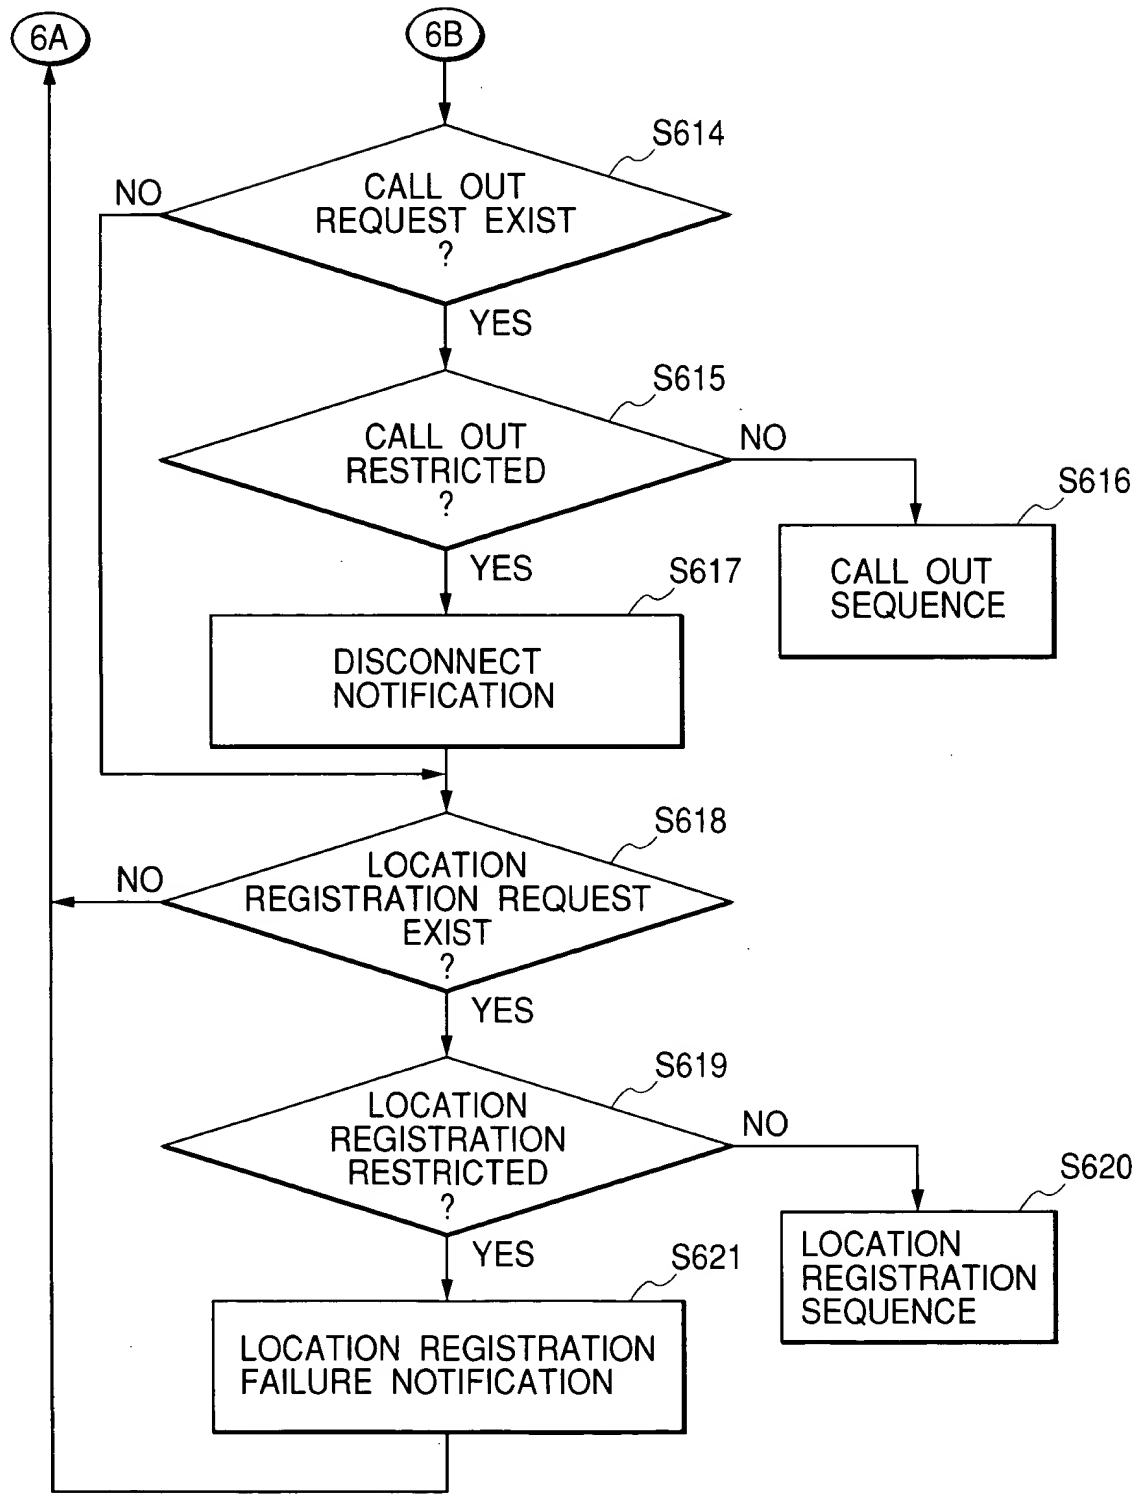 6A
6B
S614
NO
CALL OUT
REQUEST EXIST
?
YES
S615
CALL OUT
RESTRICTED
?
NO
S616
CALL OUT
SEQUENCE
YES
S617
DISCONNECT
NOTIFICATION
S618
NO
LOCATION
REGISTRATION REQUEST
EXIST
?
YES
S619
LOCATION
REGISTRATION
RESTRICTED
?
NO
S620
LOCATION
REGISTRATION
SEQUENCE
YES
S621
LOCATION REGISTRATION
FAILURE NOTIFICATION